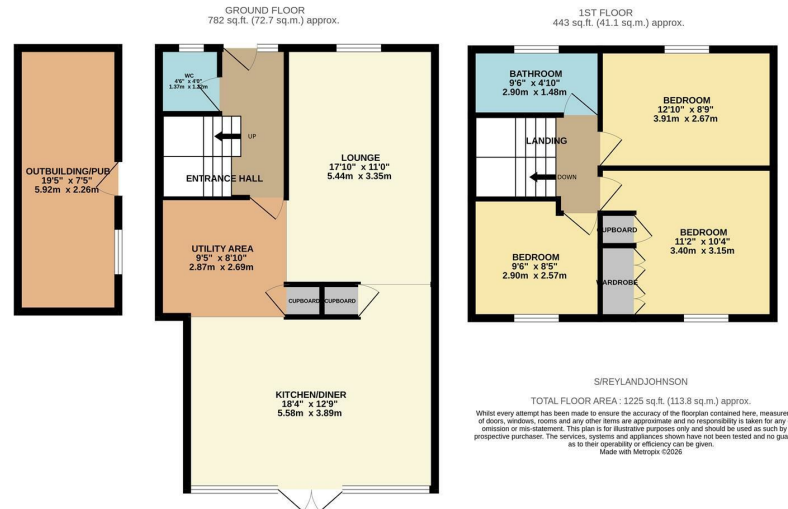 GROUND FLOOR
782 sq.ft. (72.7 sq.m.) approx.
1ST FLOOR
443 sq.ft. (41.1 sq.m.) approx.
OUTBUILDING/PUB
19'5" x 7'5"
5.92m x 2.26m
WC
4'6" x 4'0"
1.37m x 1.22m
UP
ENTRANCE HALL
LOUNGE
17'10" x 11'0"
5.44m x 3.35m
UTILITY AREA
9'5" x 8'10"
2.87m x 2.69m
CUPBOARD
CUPBOARD
KITCHEN/DINER
18'4" x 12'9"
5.58m x 3.89m
BATHROOM
9'6" x 4'10"
2.90m x 1.48m
BEDROOM
12'10" x 8'9"
3.91m x 2.67m
LANDING
DOWN
BEDROOM
9'6" x 8'5"
2.90m x 2.57m
CUPBOARD
WARDROBE
BEDROOM
11'2" x 10'4"
3.40m x 3.15m
S/REYLANDJOHNSON
TOTAL FLOOR AREA : 1225 sq.ft. (113.8 sq.m.) approx.
Whilst every attempt has been made to ensure the accuracy of the floorplan contained here, measurem
of doors, windows, rooms and any other items are approximate and no responsibility is taken for any
omission or mis-statement. This plan is for illustrative purposes only and should be used as such by
prospective purchaser. The services, systems and appliances shown have not been tested and no gua
as to their operability or efficiency can be given.
Made with Metropix ©2026